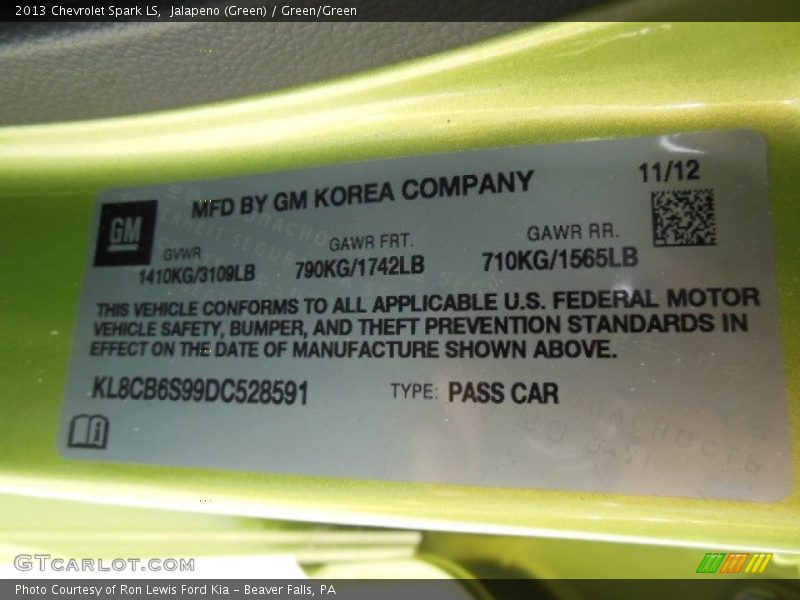 2013 Chevrolet Spark LS, Jalapeno (Green) / Green/Green
MFD BY GM KOREA COMPANY
11/12
GM
GVWR
GAWR FRT.
GAWR RR.
1410KG/3109LB
790KG/1742LB
710KG/1565LB
THIS VEHICLE CONFORMS TO ALL APPLICABLE U.S. FEDERAL MOTOR
VEHICLE SAFETY, BUMPER, AND THEFT PREVENTION STANDARDS IN
EFFECT ON THE DATE OF MANUFACTURE SHOWN ABOVE.
KL8CB6S99DC528591
TYPE: PASS CAR
GTCARLOT.COM
Photo Courtesy of Ron Lewis Ford Kia - Beaver Falls, PA